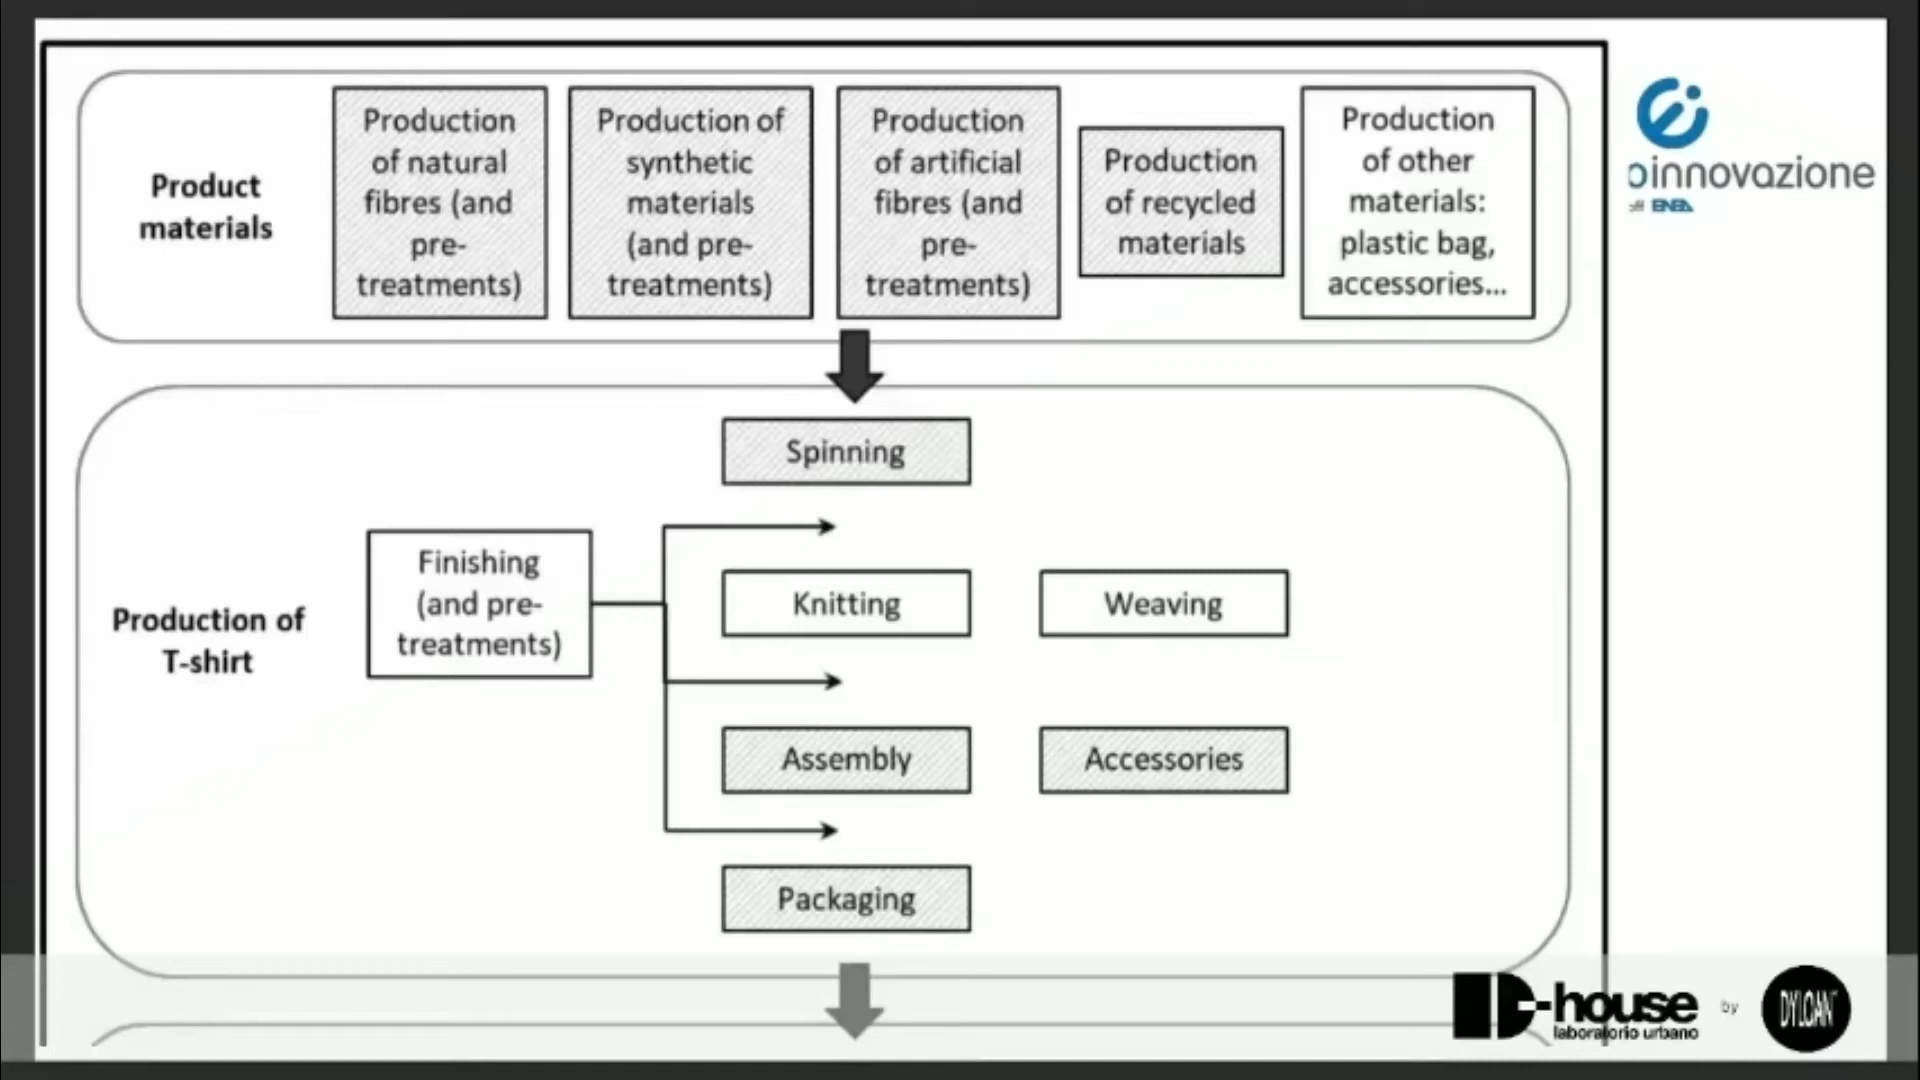 Product
materials
Production
of natural
fibres (and
pre-
treatments)
Production of
synthetic
materials
(and pre-
treatments)
Production
of artificial
fibres (and
pre-
treatments)
Production
of recycled
materials
Production
of other
materials:
plastic bag,
accessories...
innovazione
ENEA
Spinning
Finishing
(and pre-
treatments)
Knitting
Weaving
Production of
T-shirt
Assembly
Accessories
Packaging
D-house
laboratorio urbano
by
DYLOAN